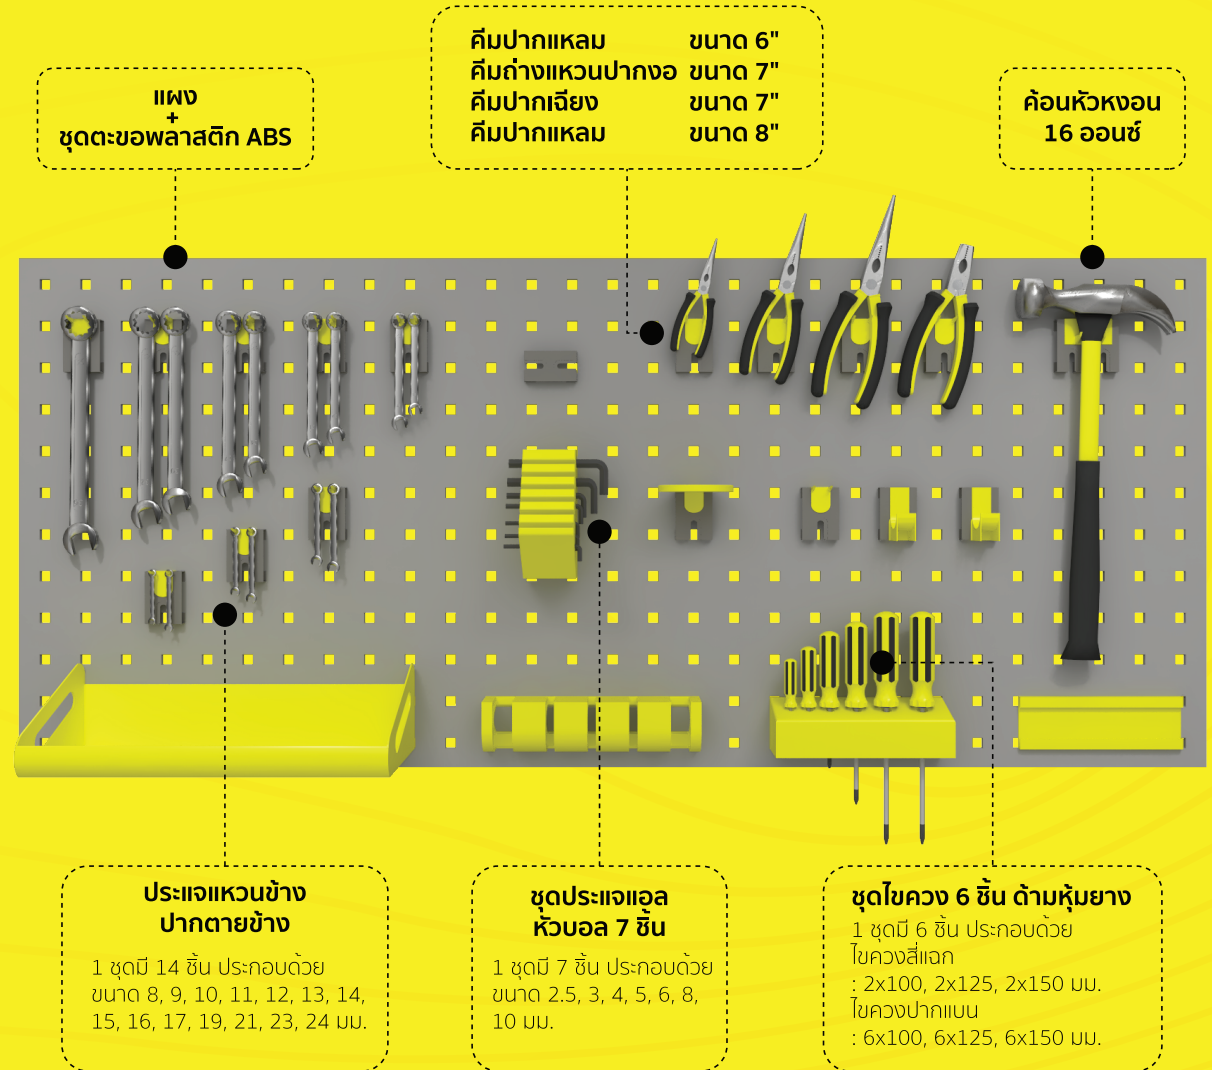 แผง
+
ชุดตะขอพลาสติก ABS
คีมปากแหลม ขนาด 6"
คีมถ่างแหวนปากงอ ขนาด 7"
คีมปากเฉียง ขนาด 7"
คีมปากแหลม ขนาด 8"
ค้อนหัวหงอน
16 ออนซ์
ประแจแหวนข้าง
ปากตายข้าง
1 ชุดมี 14 ชิ้น ประกอบด้วย
ขนาด 8, 9, 10, 11, 12, 13, 14,
15, 16, 17, 19, 21, 23, 24 มม.
ชุดประแจแอล
หัวบอล 7 ชิ้น
1 ชุดมี 7 ชิ้น ประกอบด้วย
ขนาด 2.5, 3, 4, 5, 6, 8,
10 มม.
ชุดไขควง 6 ชิ้น ด้ามหุ้มยาง
1 ชุดมี 6 ชิ้น ประกอบด้วย
ไขควงสี่แฉก
: 2x100, 2x125, 2x150 มม.
ไขควงปากแบน
: 6x100, 6x125, 6x150 มม.